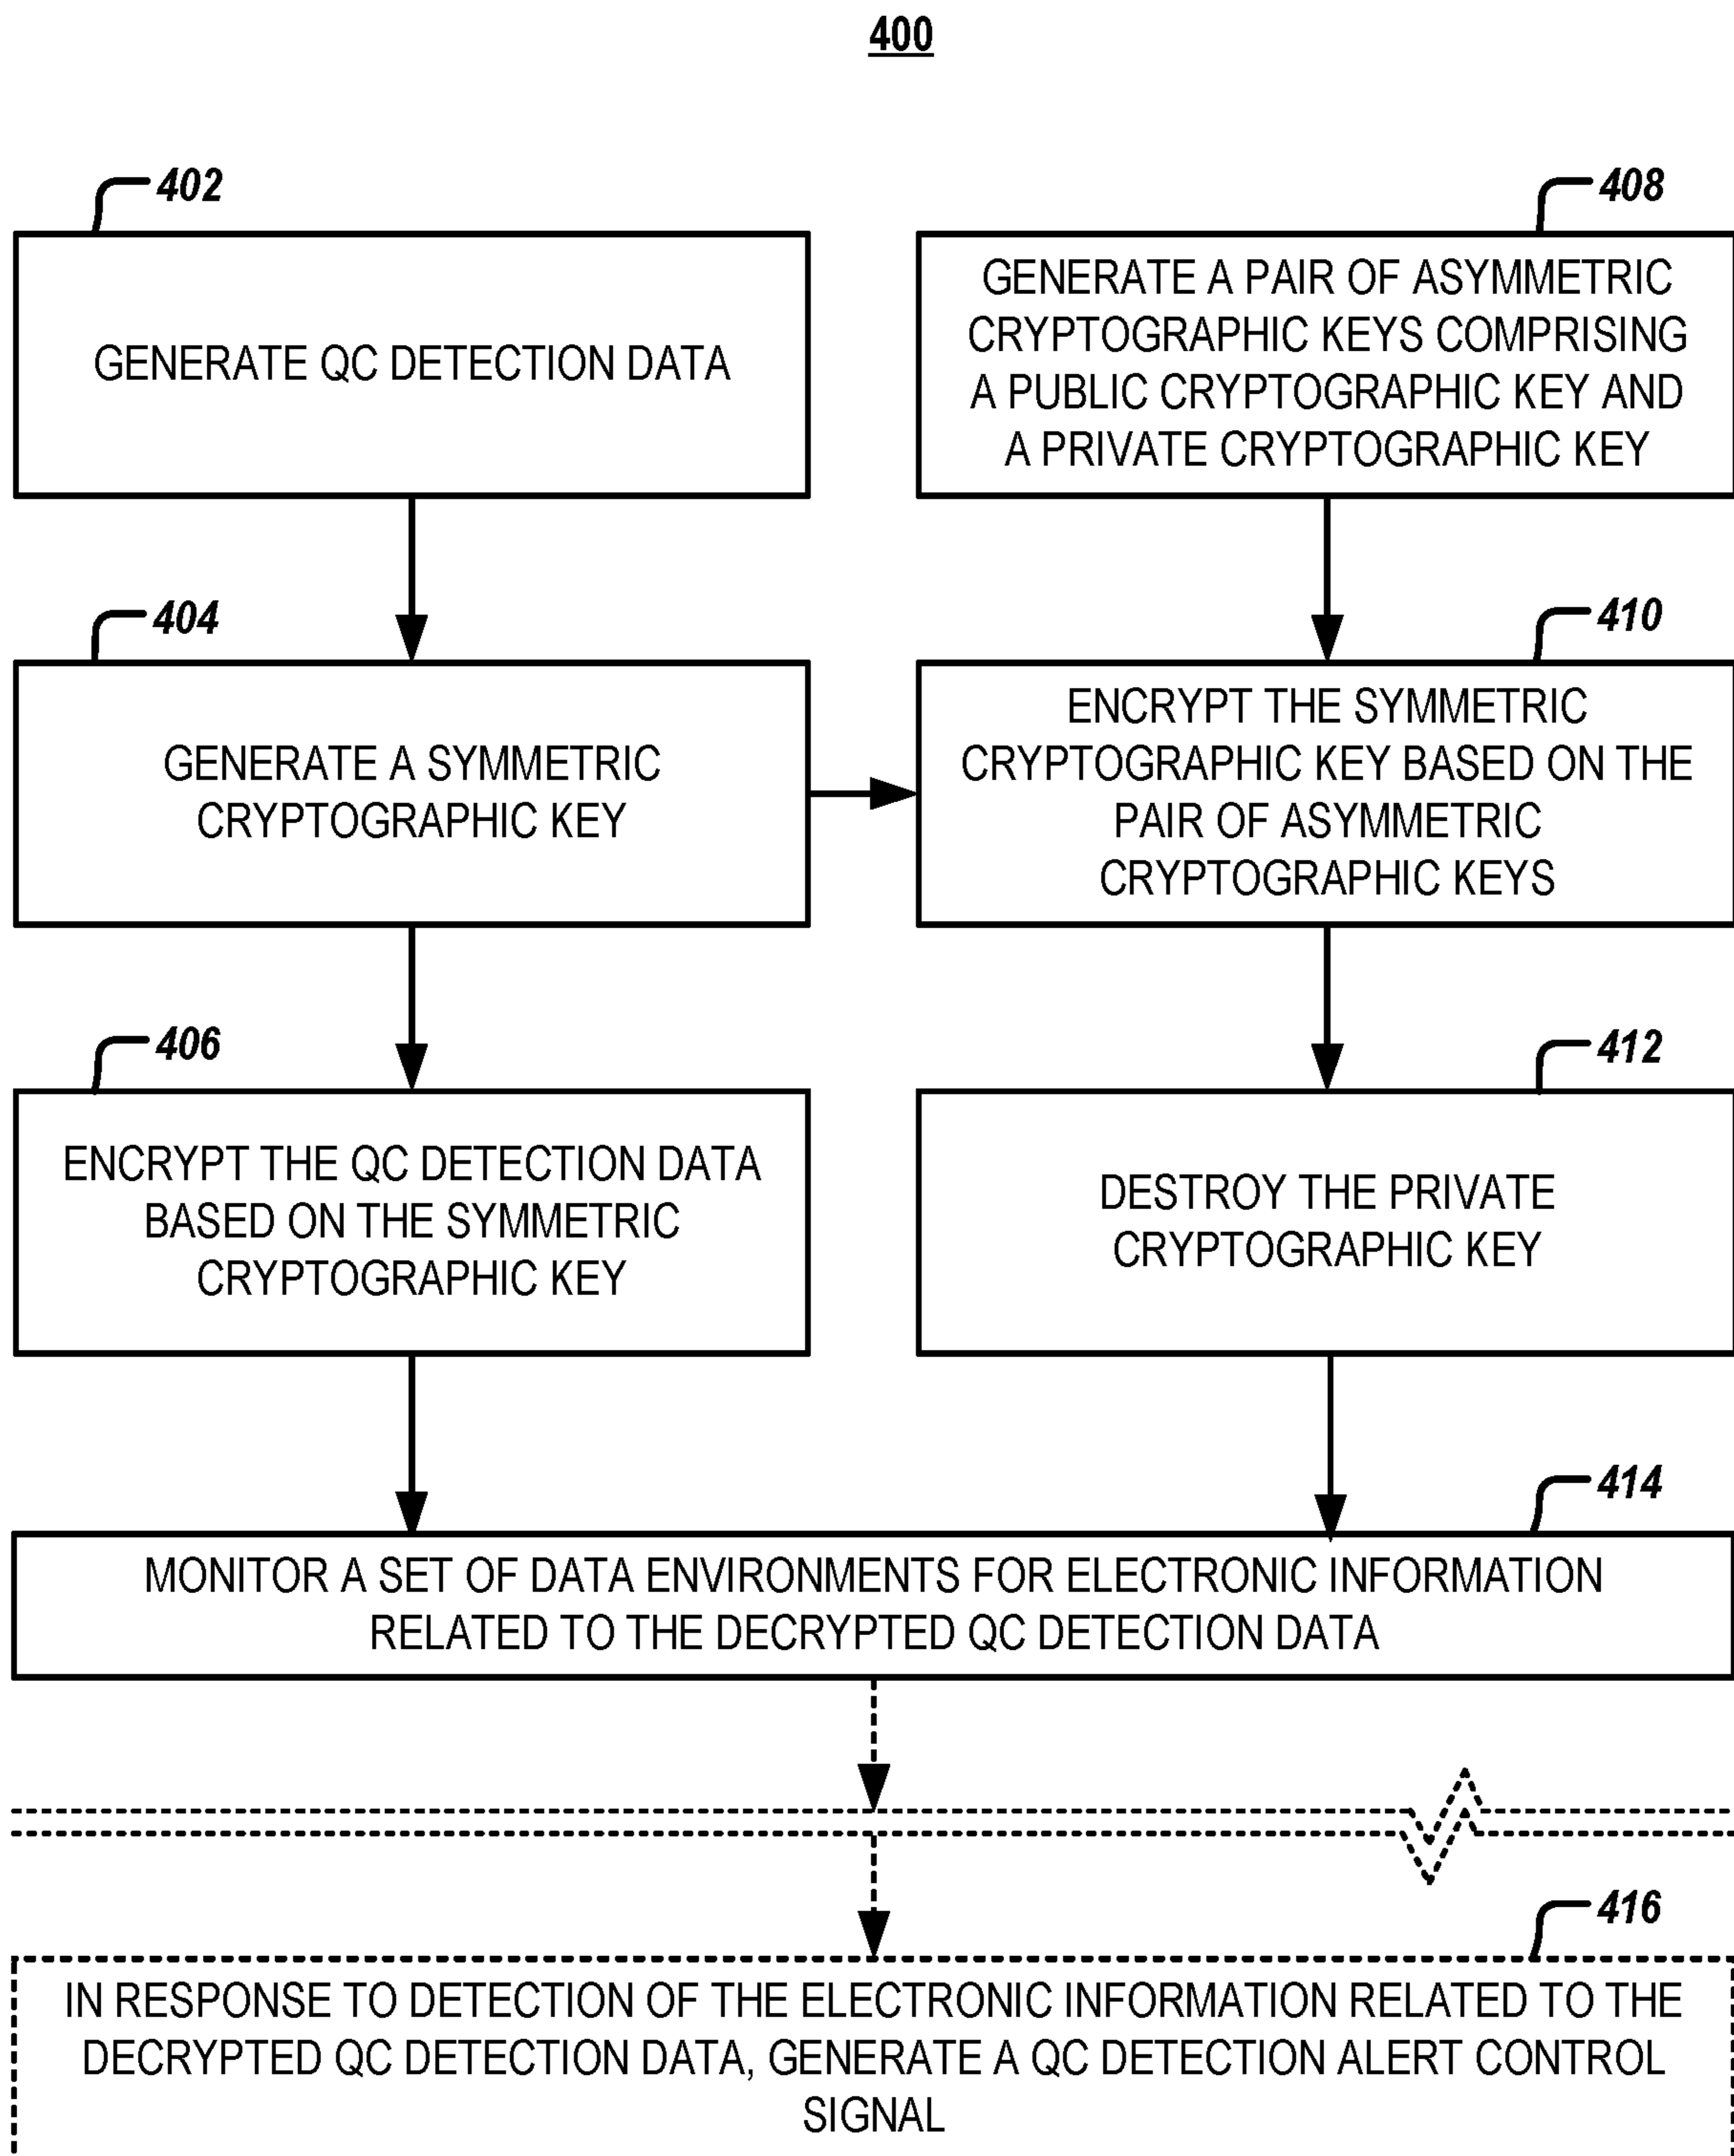 400
402
GENERATE QC DETECTION DATA
408
GENERATE A PAIR OF ASYMMETRIC
CRYPTOGRAPHIC KEYS COMPRISING
A PUBLIC CRYPTOGRAPHIC KEY AND
A PRIVATE CRYPTOGRAPHIC KEY
404
GENERATE A SYMMETRIC
CRYPTOGRAPHIC KEY
410
ENCRYPT THE SYMMETRIC
CRYPTOGRAPHIC KEY BASED ON THE
PAIR OF ASYMMETRIC
CRYPTOGRAPHIC KEYS
406
ENCRYPT THE QC DETECTION DATA
BASED ON THE SYMMETRIC
CRYPTOGRAPHIC KEY
412
DESTROY THE PRIVATE
CRYPTOGRAPHIC KEY
414
MONITOR A SET OF DATA ENVIRONMENTS FOR ELECTRONIC INFORMATION
RELATED TO THE DECRYPTED QC DETECTION DATA
416
IN RESPONSE TO DETECTION OF THE ELECTRONIC INFORMATION RELATED TO THE
DECRYPTED QC DETECTION DATA, GENERATE A QC DETECTION ALERT CONTROL
SIGNAL